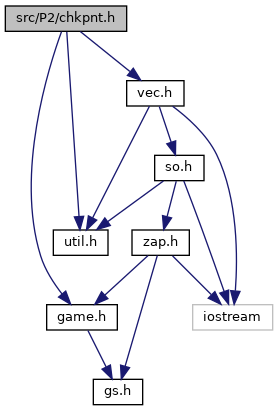 src/P2/chkpnt.h
vec.h
so.h
util.h
zap.h
game.h
iostream
gs.h